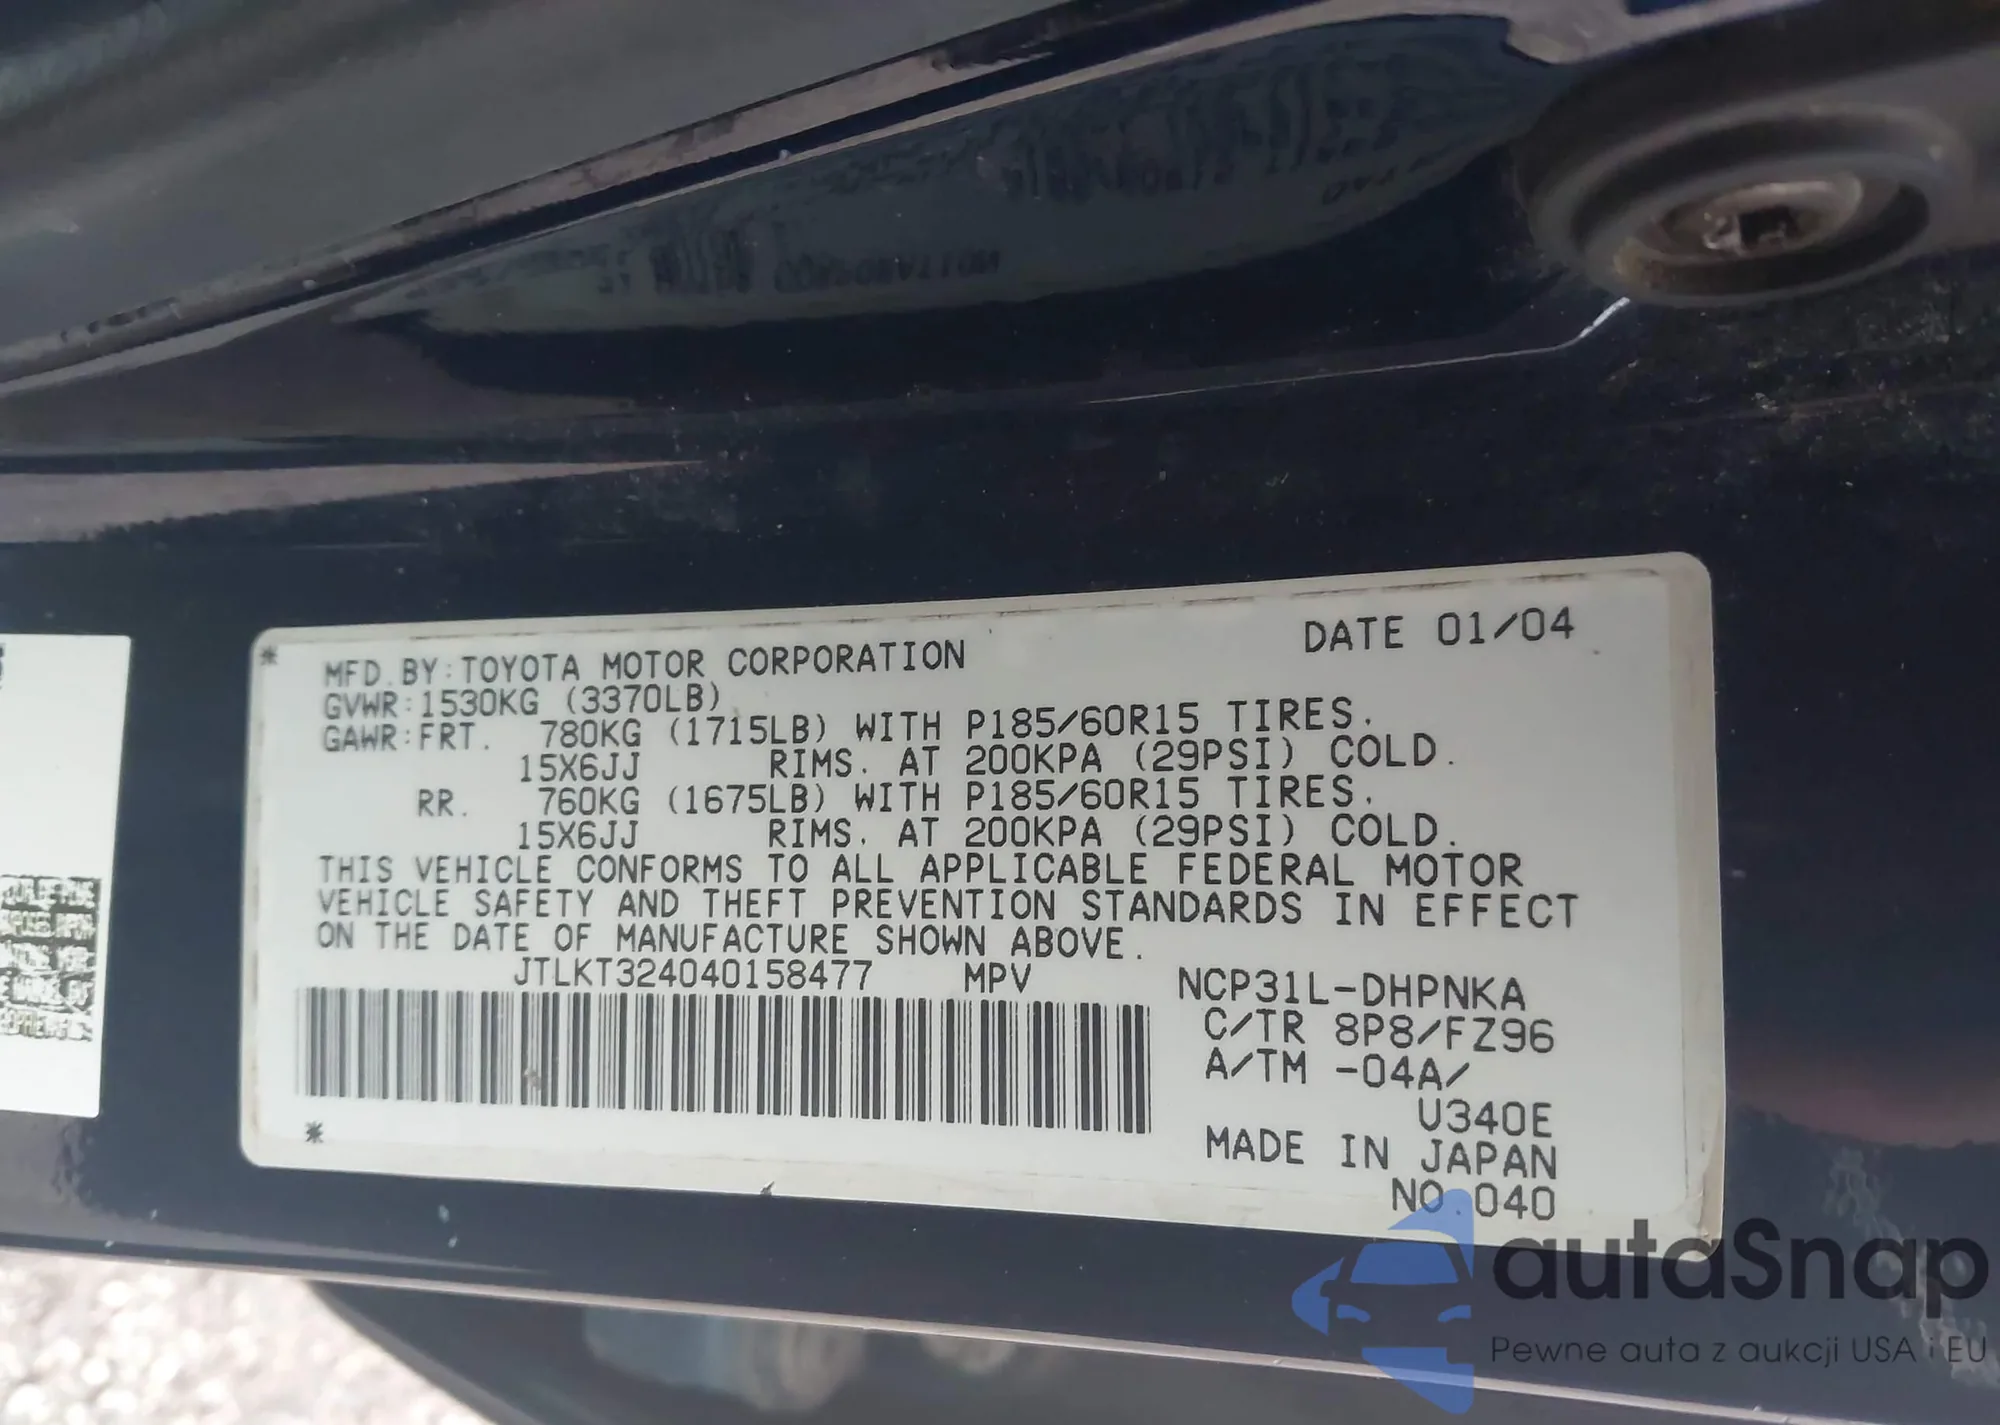 DATE 01/04
MFD.BY:TOYOTA MOTOR CORPORATION
GVWR:1530KG (3370LB)
GAWR:FRT. 780KG (1715LB) WITH P185/60R15 TIRES.
15X6JJ RIMS. AT 200KPA (29PSI) COLD.
RR. 760KG (1675LB) WITH P185/60R15 TIRES.
15X6JJ RIMS. AT 200KPA (29PSI) COLD.
THIS VEHICLE CONFORMS TO ALL APPLICABLE FEDERAL MOTOR
VEHICLE SAFETY AND THEFT PREVENTION STANDARDS IN EFFECT
ON THE DATE OF MANUFACTURE SHOWN ABOVE.
JTLKT324040158477 MPV NCP31L-DHPNKA
C/TR 8P8/FZ96
A/TM -04A/
U340E
MADE IN JAPAN
NO.040
autaSnap
Pewne auta z aukcji USA i EU